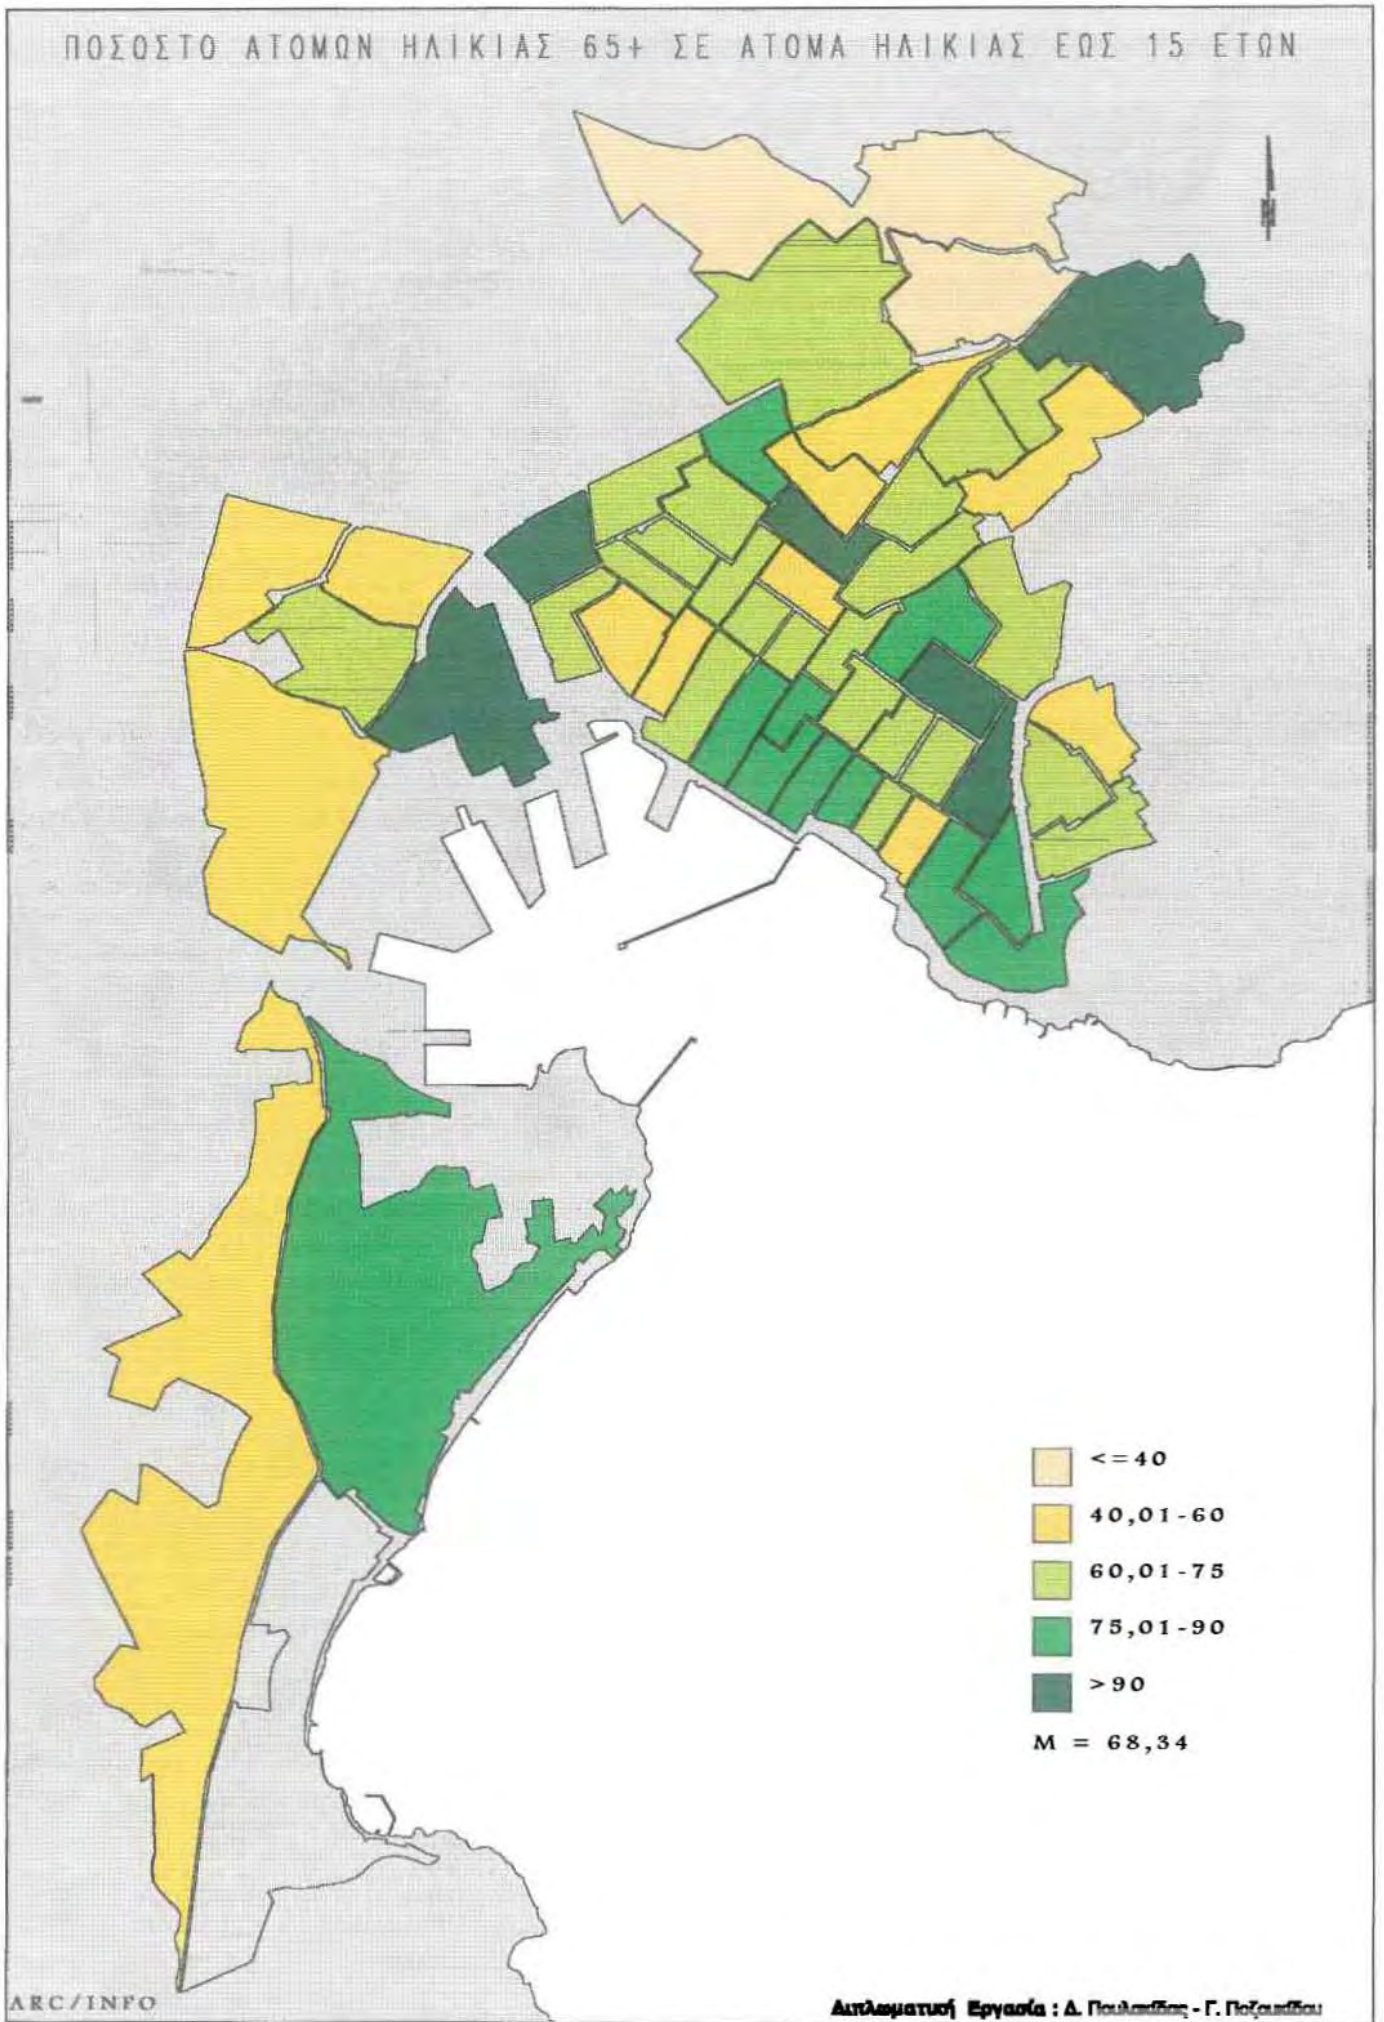 ΠΟΣΟΣΤΟ ΑΤΟΜΩΝ ΗΛΙΚΙΑΣ 65+ ΣΕ ΑΤΟΜΑ ΗΛΙΚΙΑΣ ΕΩΣ 15 ΕΤΩΝ
<=40
40,01-60
60,01-75
75,01-90
>90
M = 68,34
ARC/INFO
Διπλωματική Εργασία : Δ. - Γ.